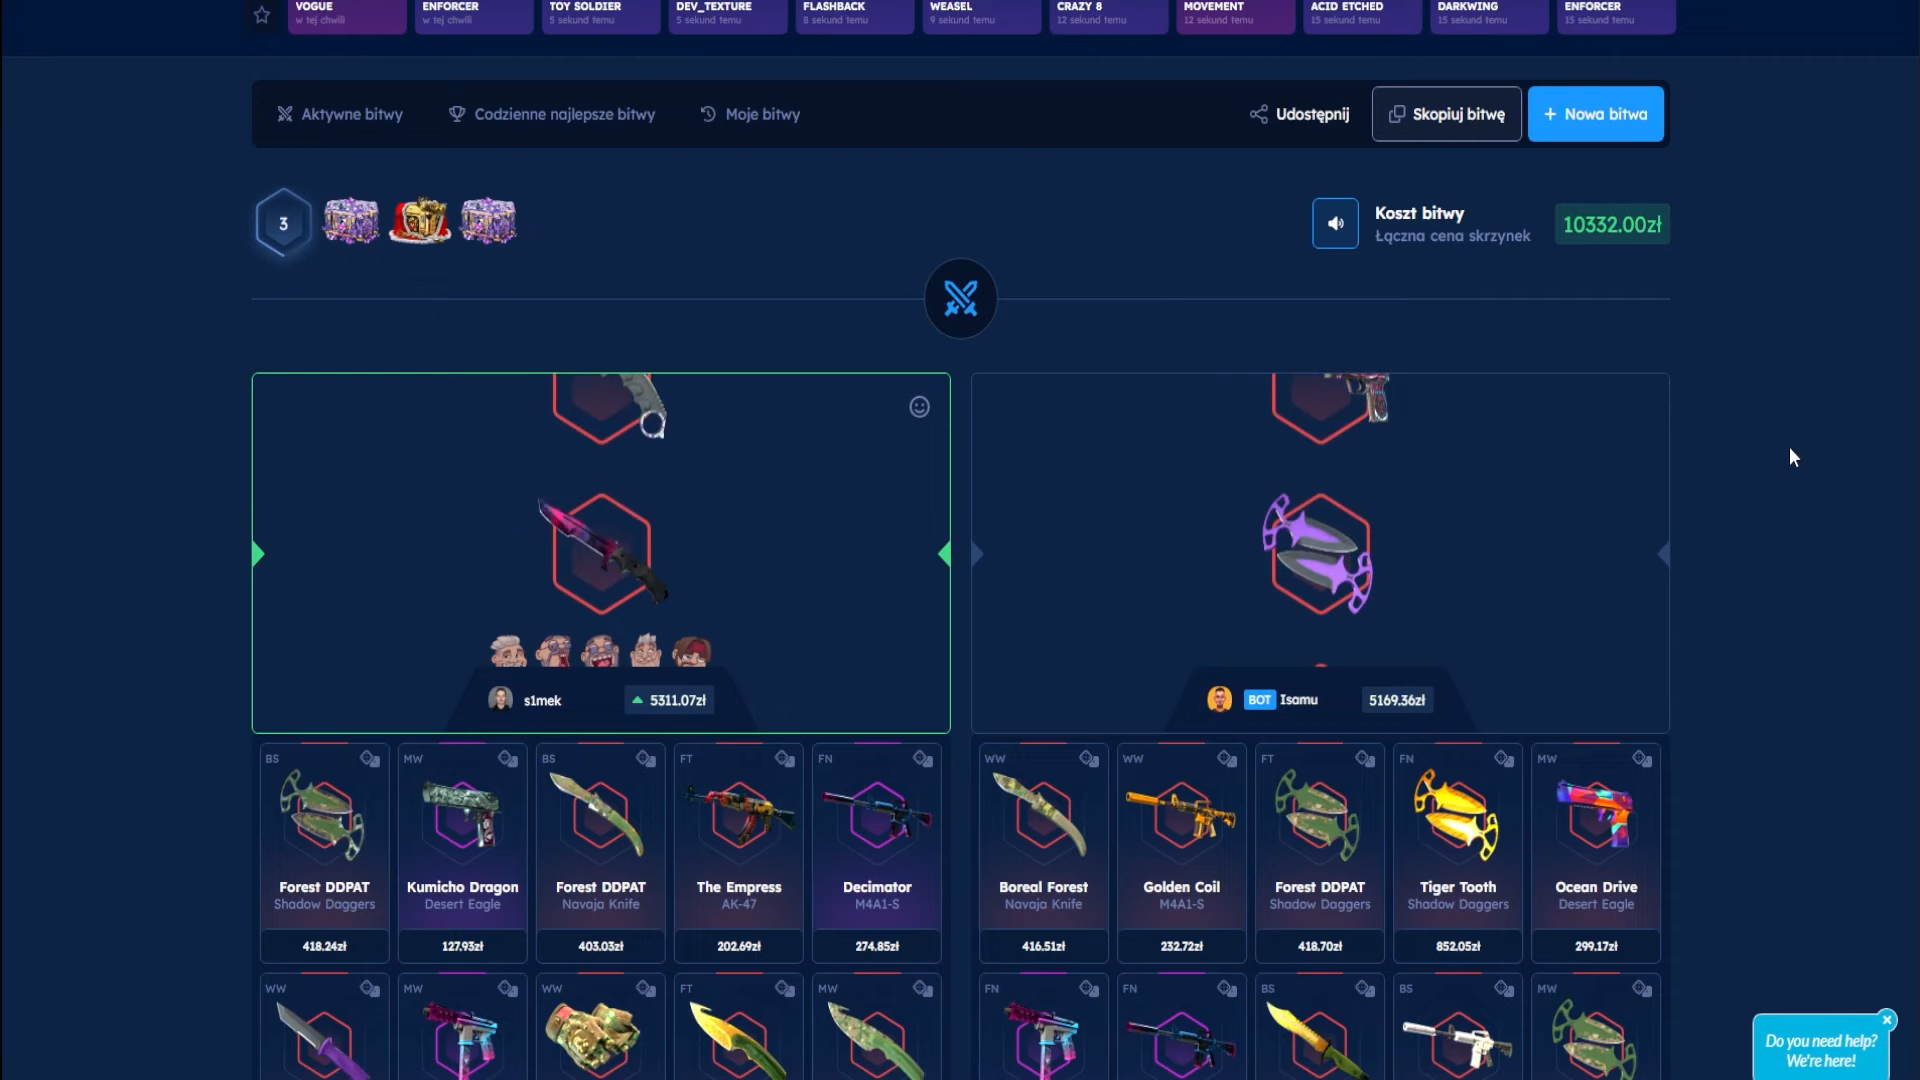 VOGUE
w tej chwili
ENFORCER
w tej chwili
TOY SOLDIER
5 sekund temu
DEV_TEXTURE
5 sekund temu
FLASHBACK
8 sekund temu
WEASEL
9 sekund temu
CRAZY 8
12 sekund temu
MOVEMENT
12 sekund temu
ACID ETCHED
15 sekund temu
DARKWING
15 sekund temu
ENFORCER
15 sekund temu
Aktywne bitwy
Codzienne najlepsze bitwy
Moje bitwy
Udostępnij
Skopiuj bitwę
+ Nowa bitwa
3
Koszt bitwy
Łączna cena skrzynek
10332.00zł
s1mek
5311.07zł
BOT Isamu
5169.36zł
BS
Forest DDPAT
Shadow Daggers
418.24zł
MW
Kumicho Dragon
Desert Eagle
127.93zł
BS
Forest DDPAT
Navaja Knife
403.03zł
FT
The Empress
AK-47
202.69zł
FN
Decimator
M4A1-S
274.85zł
WW
Boreal Forest
Navaja Knife
416.51zł
WW
Golden Coil
M4A1-S
232.72zł
FT
Forest DDPAT
Shadow Daggers
418.70zł
FN
Tiger Tooth
Shadow Daggers
852.05zł
MW
Ocean Drive
Desert Eagle
299.17zł
WW
MW
WW
FT
MW
FN
FN
BS
BS
MW
Do you need help?
We're here!